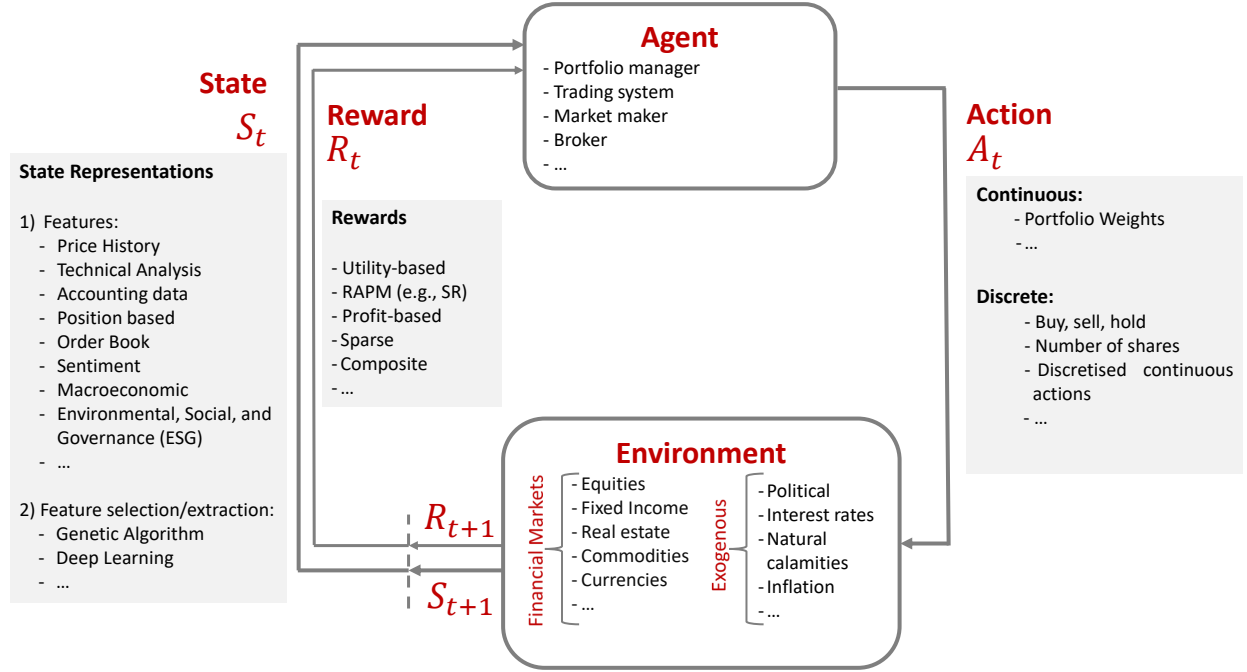 Agent
- Portfolio manager
- Trading system
- Market maker
- Broker
- ...
State
S_t
State Representations
1) Features:
- Price History
- Technical Analysis
- Accounting data
- Position based
- Order Book
- Sentiment
- Macroeconomic
- Environmental, Social, and
Governance (ESG)
- ...
2) Feature selection/extraction:
- Genetic Algorithm
- Deep Learning
- ...
Reward
R_t
Rewards
- Utility-based
- RAPM (e.g., SR)
- Profit-based
- Sparse
- Composite
- ...
Action
A_t
Continuous:
- Portfolio Weights
- ...
Discrete:
- Buy, sell, hold
- Number of shares
- Discretised continuous
actions
- ...
Environment
Financial Markets
- Equities
- Fixed Income
- Real estate
- Commodities
- Currencies
- ...
Exogenous
- Political
- Interest rates
- Natural
calamities
- Inflation
- ...
R_{t+1}
S_{t+1}